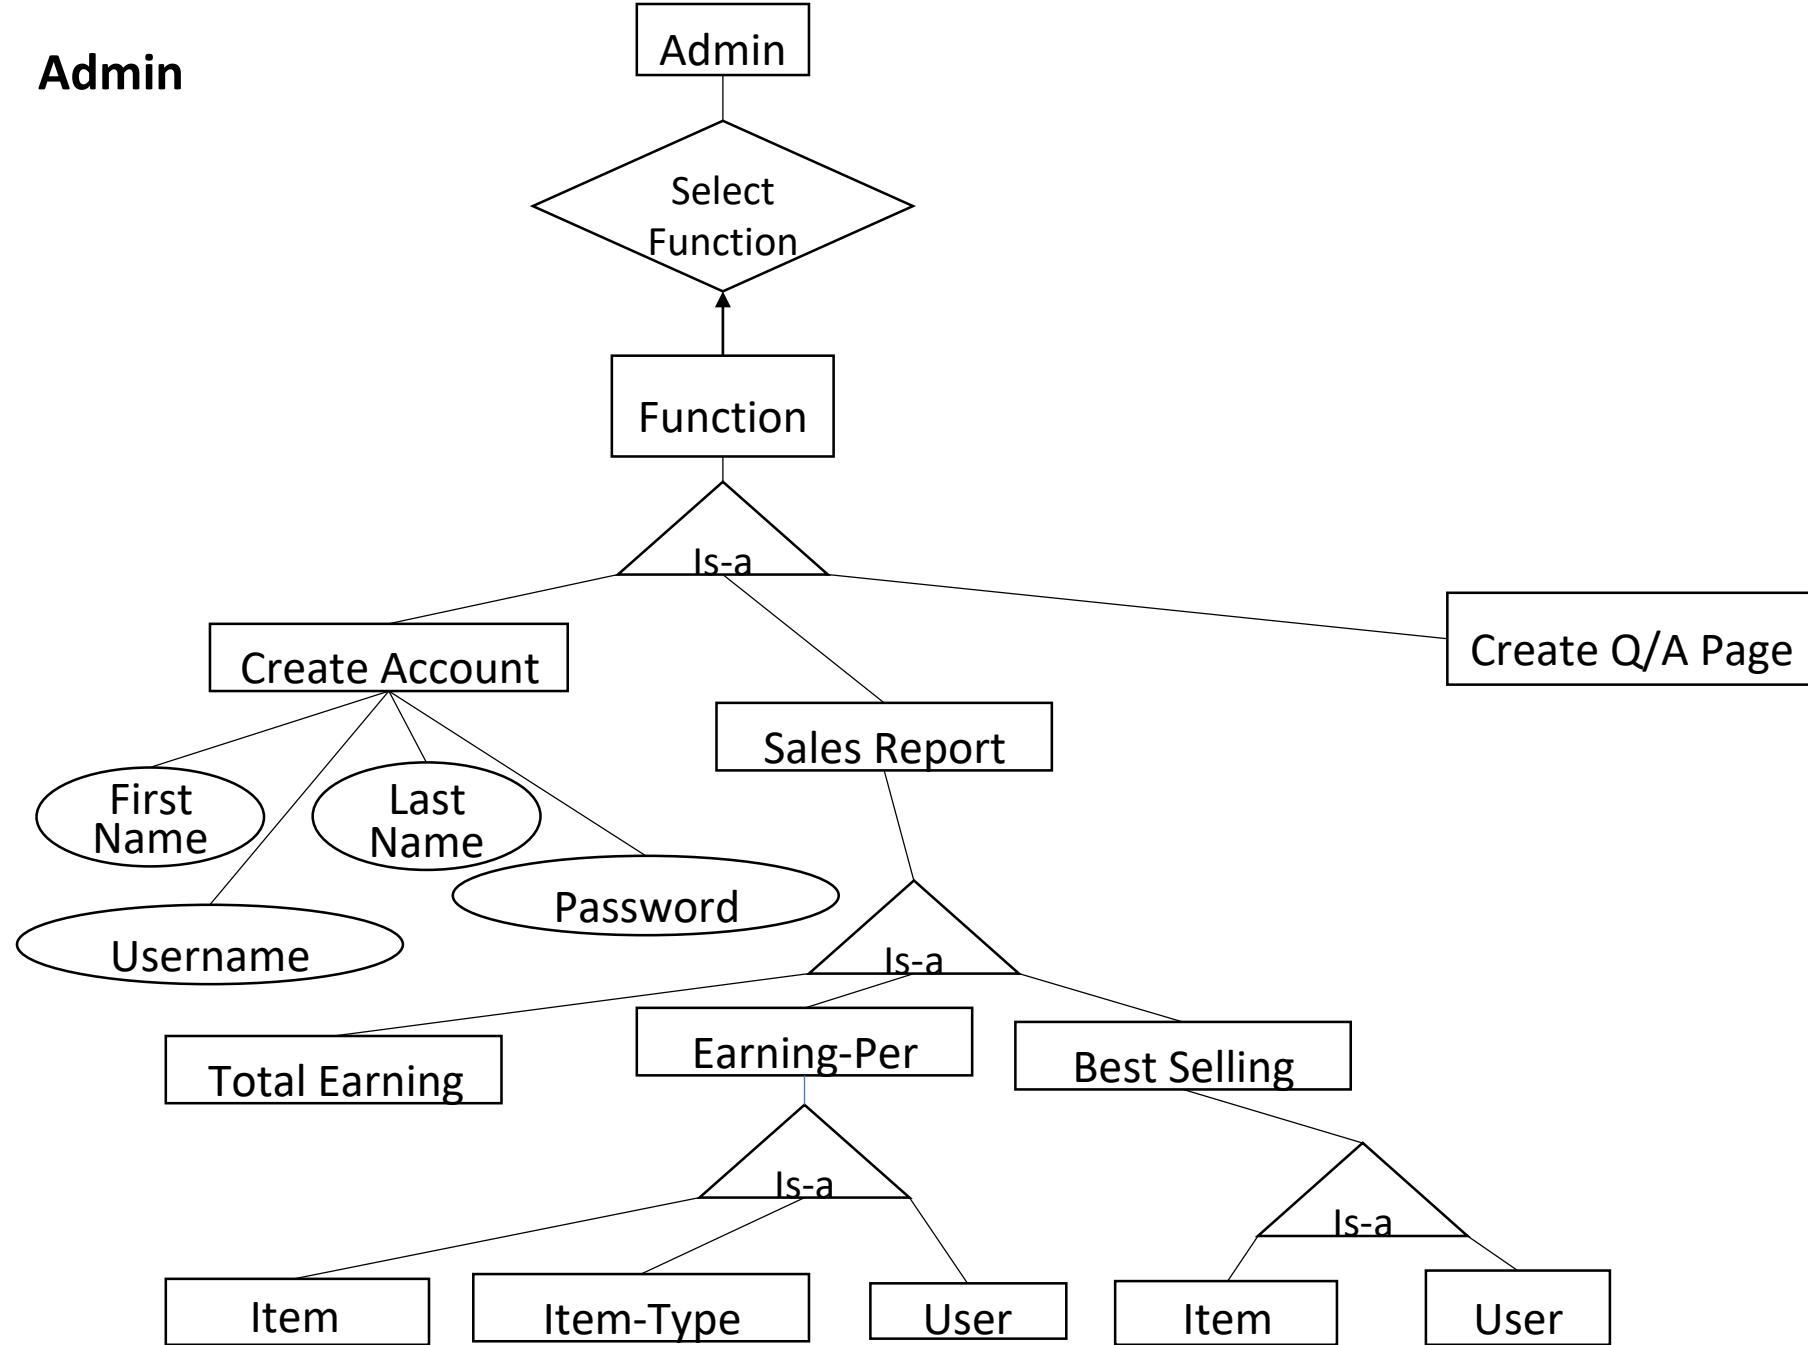 Admin
Admin
Select
Function
Function
Is-a
Create Account
Create Q/A Page
Sales Report
First
Name
Last
Name
Password
Username
Is-a
Total Earning
Earning-Per
Best Selling
Is-a
Is-a
Item
Item-Type
User
Item
User